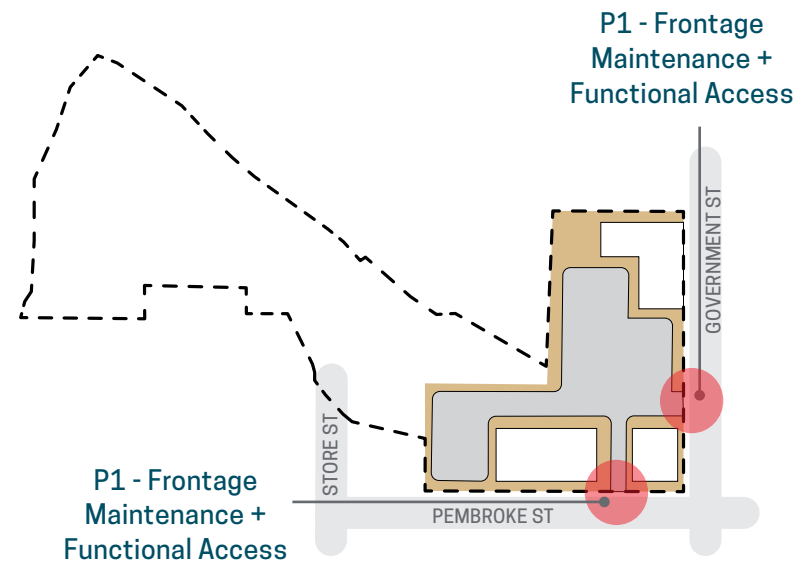 P1 - Frontage
Maintenance +
Functional Access
GOVERNMENT ST
STORE ST
P1 - Frontage
Maintenance +
Functional Access
PEMBROKE ST